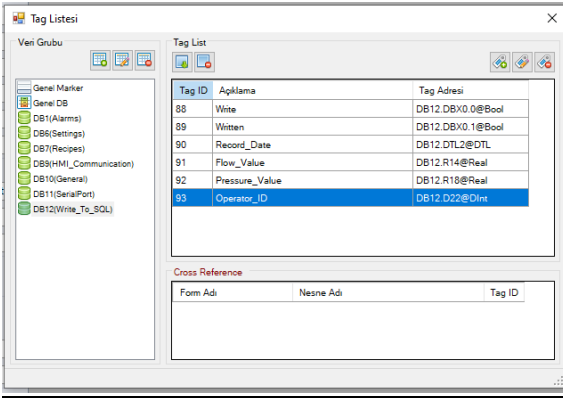 Tag Listesi
Veri Grubu
Genel Marker
Genel DB
DB1(Alarms)
DB6(Settings)
DB7(Recipes)
DB9(HMI_Communication)
DB10(General)
DB11(SerialPort)
DB12(Write_To_SQL)
Tag List
Tag ID Açıklama Tag Adresi
88 Write DB12.DBX0.0@Bool
89 Written DB12.DBX0.1@Bool
90 Record_Date DB12.DTL2@DTL
91 Flow_Value DB12.R14@Real
92 Pressure_Value DB12.R18@Real
93 Operator_ID DB12.D22@DInt
Cross Reference
Form Adı Nesne Adı Tag ID